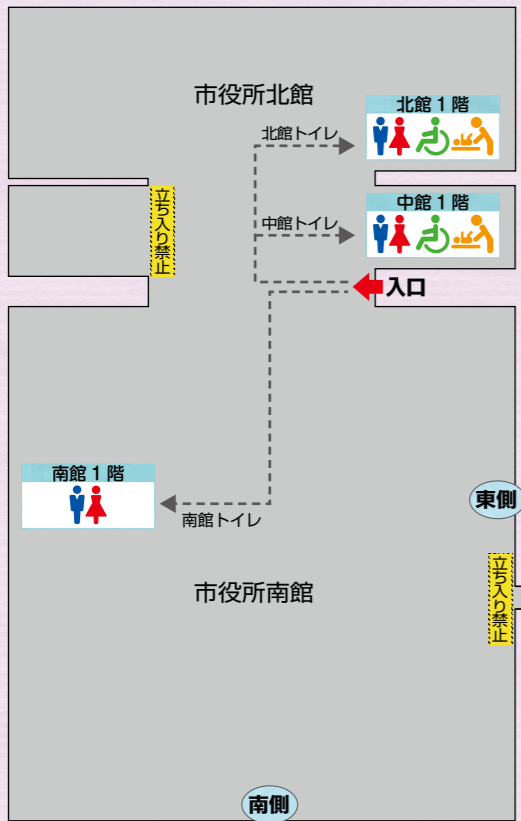 市役所北館
北館1階
北館トイレ
中館1階
立ち入り禁止
中館トイレ
入口
南館1階
東側
南館トイレ
立ち入り禁止
市役所南館
南側